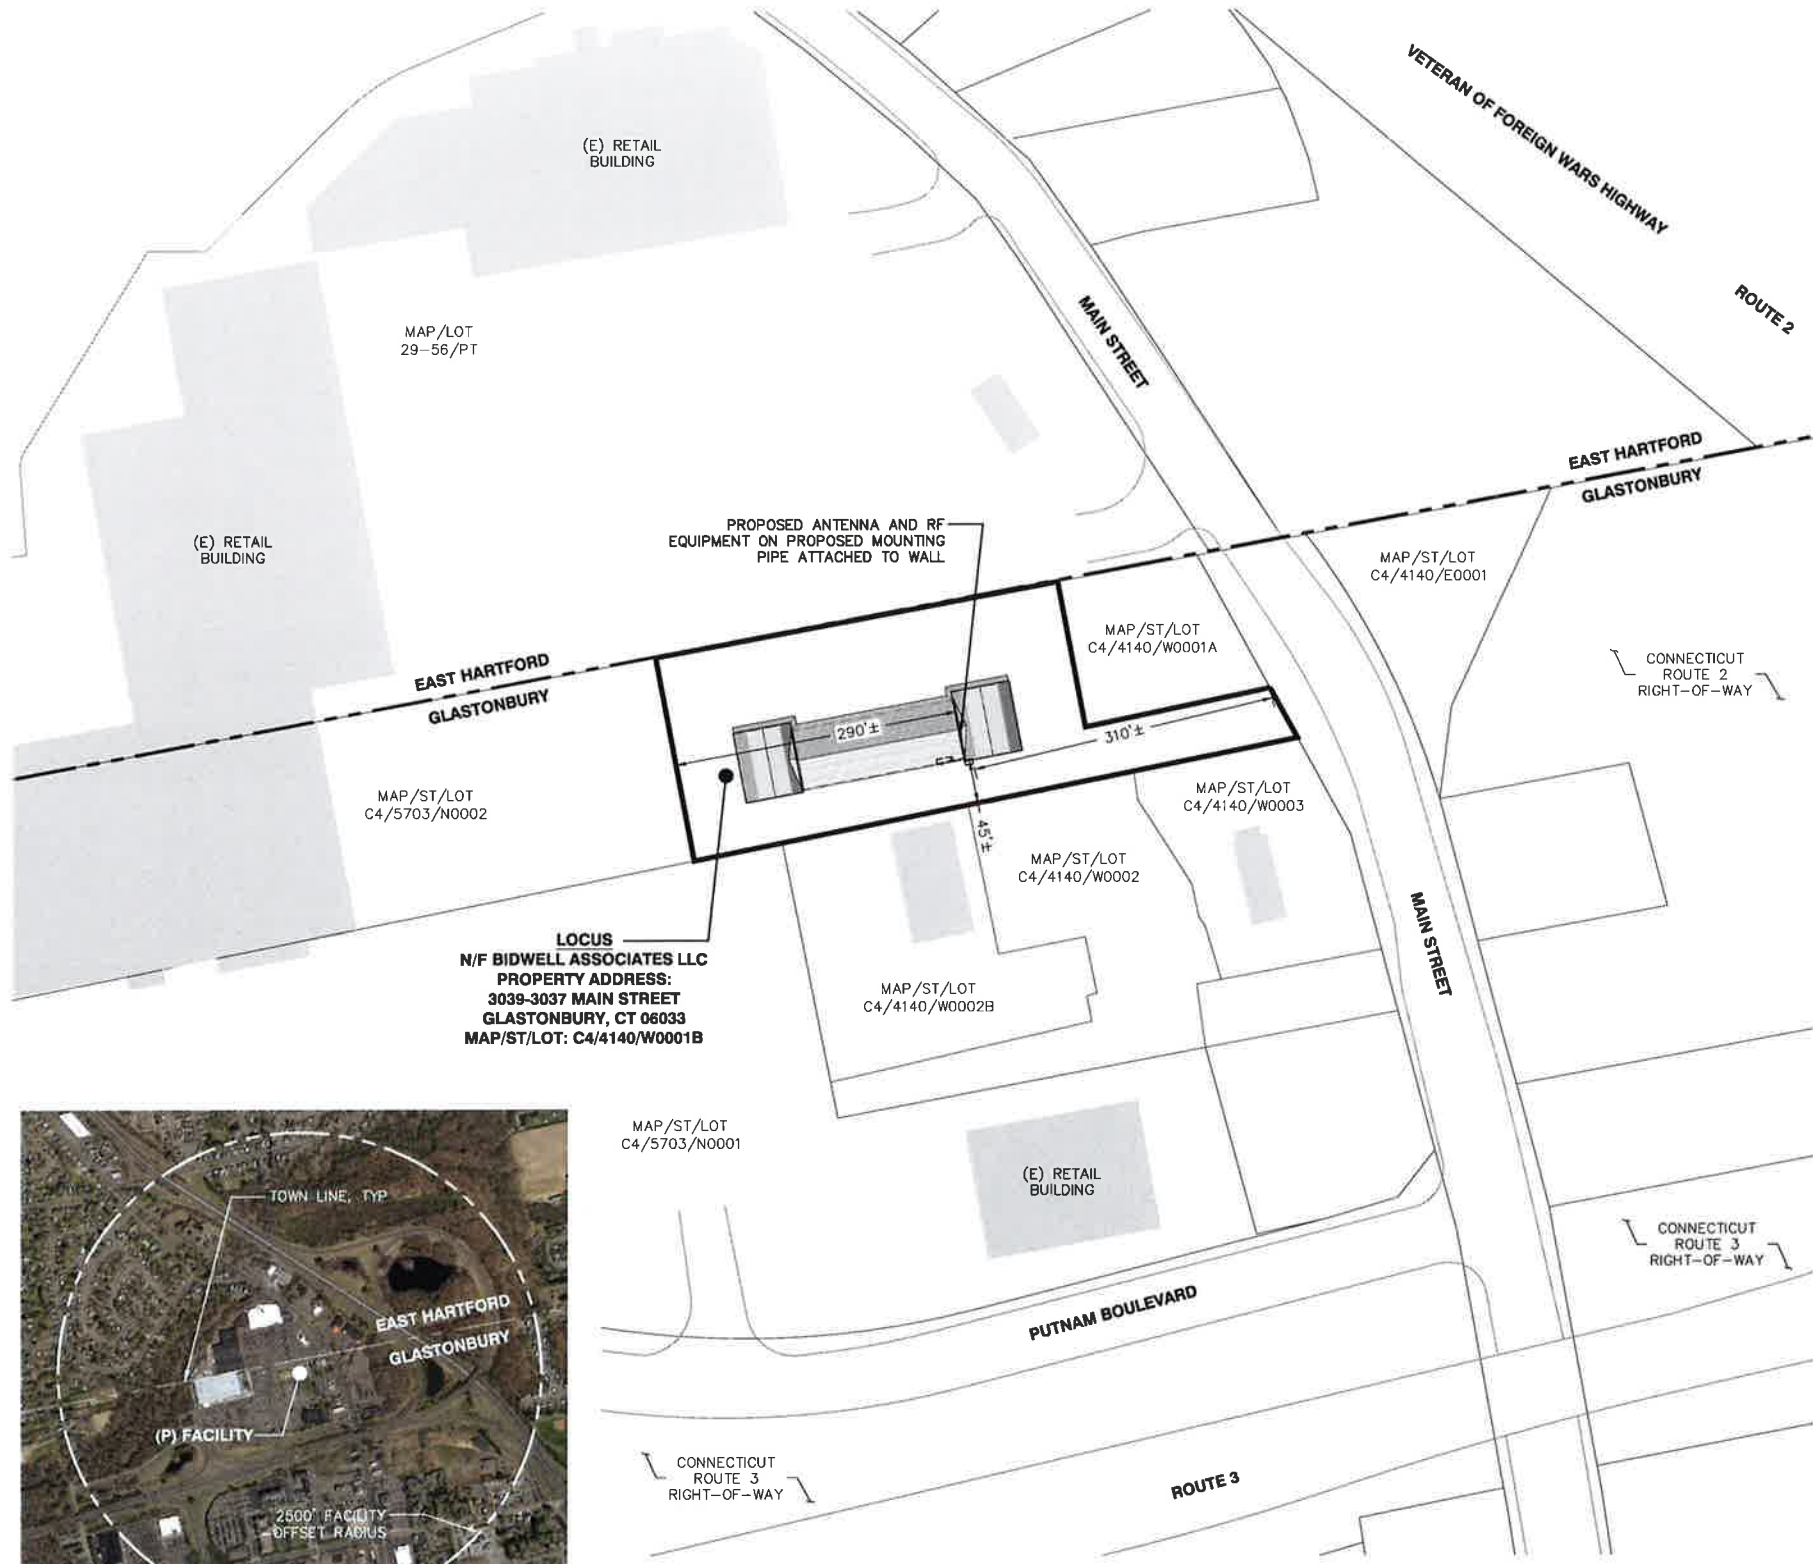 VETERAN OF FOREIGN WARS HIGHWAY
ROUTE 2
(E) RETAIL
BUILDING
MAP/LOT
29-56/PT
MAIN STREET
EAST HARTFORD
GLASTONBURY
(E) RETAIL
BUILDING
PROPOSED ANTENNA AND RF
EQUIPMENT ON PROPOSED MOUNTING
PIPE ATTACHED TO WALL
MAP/ST/LOT
C4/4140/E0001
MAP/ST/LOT
C4/4140/W0001A
CONNECTICUT
ROUTE 2
RIGHT-OF-WAY
EAST HARTFORD
GLASTONBURY
290'±
310'±
45'±
MAP/ST/LOT
C4/5703/N0002
MAP/ST/LOT
C4/4140/W0003
MAP/ST/LOT
C4/4140/W0002
MAIN STREET
LOCUS
N/F BIDWELL ASSOCIATES LLC
PROPERTY ADDRESS:
3039-3037 MAIN STREET
GLASTONBURY, CT 06033
MAP/ST/LOT: C4/4140/W0001B
MAP/ST/LOT
C4/4140/W0002B
MAP/ST/LOT
C4/5703/N0001
(E) RETAIL
BUILDING
CONNECTICUT
ROUTE 3
RIGHT-OF-WAY
PUTNAM BOULEVARD
CONNECTICUT
ROUTE 3
RIGHT-OF-WAY
ROUTE 3
TOWN LINE, TYP
EAST HARTFORD
GLASTONBURY
(P) FACILITY
2500' FACILITY
OFFSET RADIUS